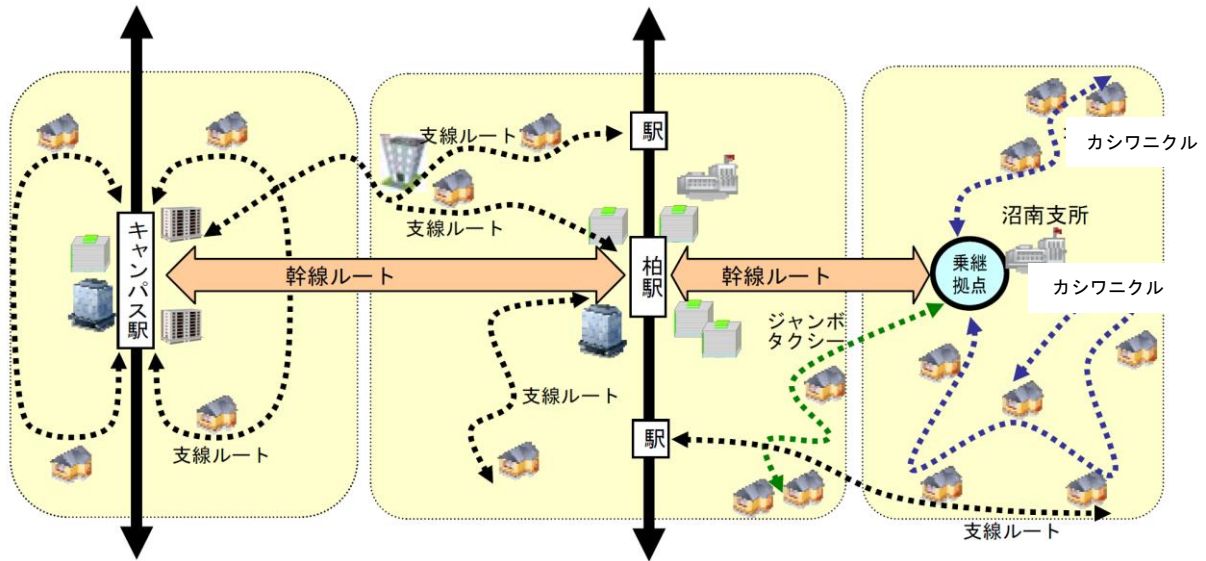 支線ルート
駅
カシワニクル
支線ルート
沼南支所
キャンパス駅
幹線ルート
柏駅
幹線ルート
乗継
拠点
カシワニクル
ジャンボ
タクシー
支線ルート
駅
支線ルート
支線ルート